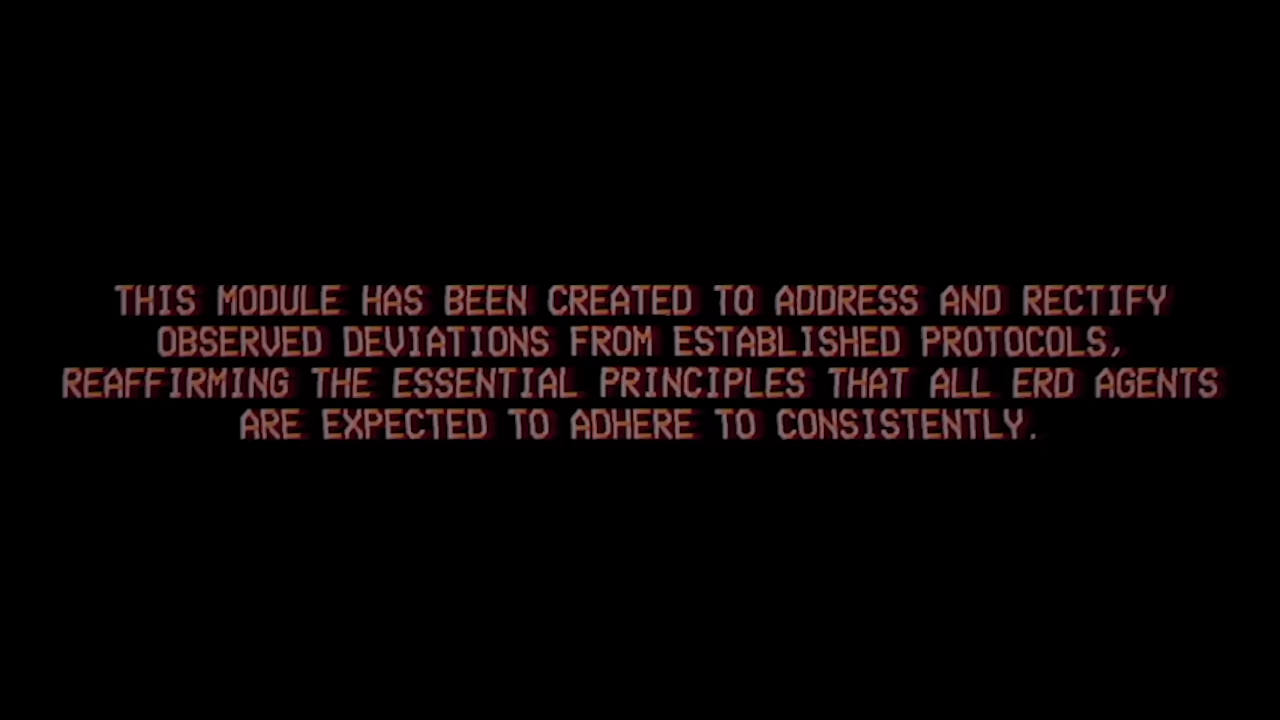 THIS MODULE HAS BEEN CREATED TO ADDRESS AND RECTIFY
OBSERVED DEVIATIONS FROM ESTABLISHED PROTOCOLS,
REAFFIRMING THE ESSENTIAL PRINCIPLES THAT ALL ERD AGENTS
ARE EXPECTED TO ADHERE TO CONSISTENTLY.